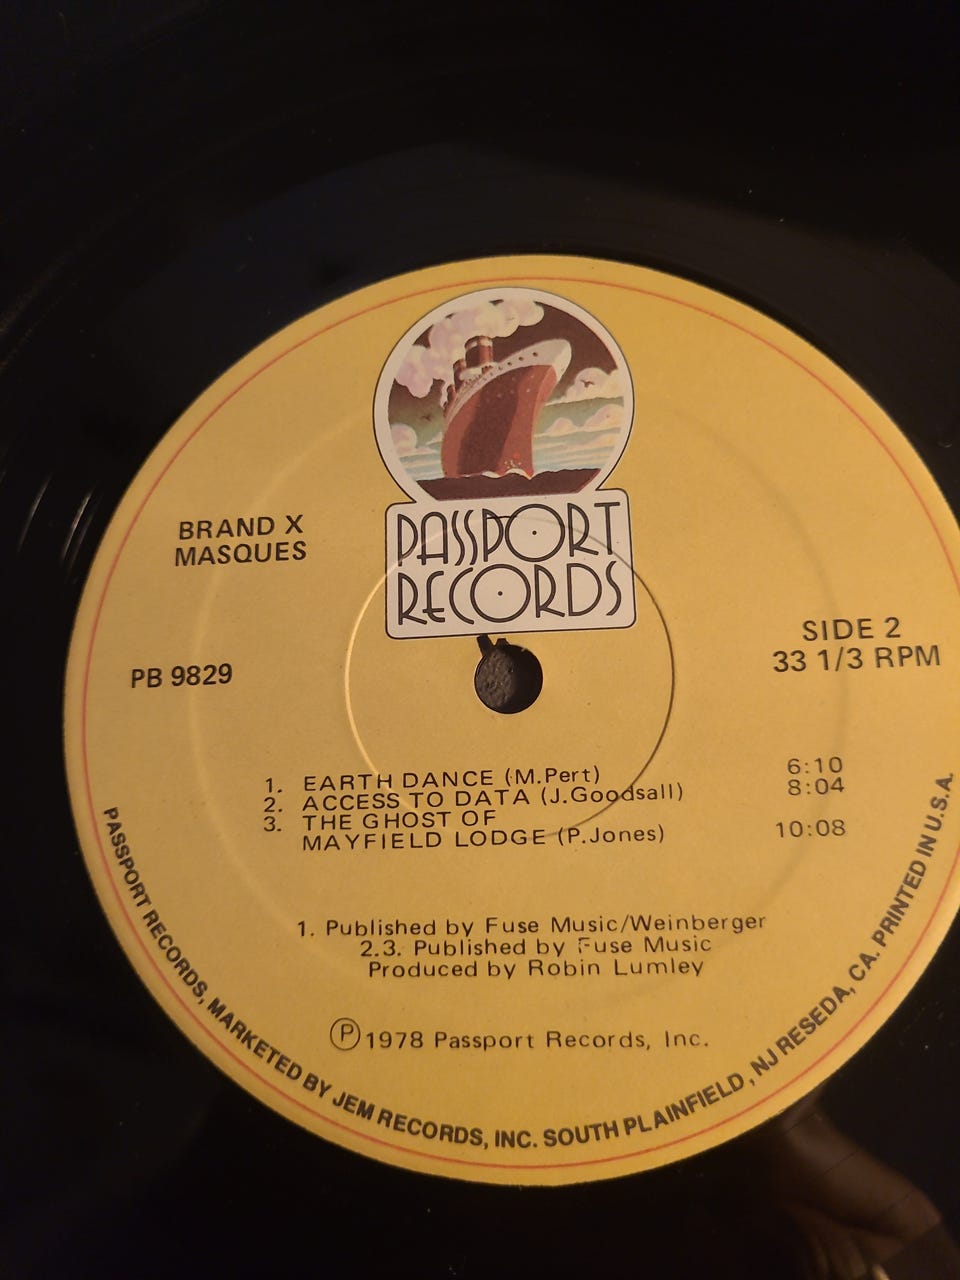 PASSPORT
RECORDS
BRAND X
MASQUES
PB 9829
SIDE 2
33 1/3 RPM
1. EARTH DANCE (M.Pert) 6:10
2. ACCESS TO DATA (J.Goodsall) 8:04
3. THE GHOST OF
MAYFIELD LODGE (P.Jones) 10:08
1. Published by Fuse Music/Weinberger
2.3. Published by Fuse Music
Produced by Robin Lumley
Ⓟ1978 Passport Records, Inc.
PASSPORT RECORDS, MARKETED BY JEM RECORDS, INC. SOUTH PLAINFIELD, NJ RESEDA, CA. PRINTED IN U.S.A.